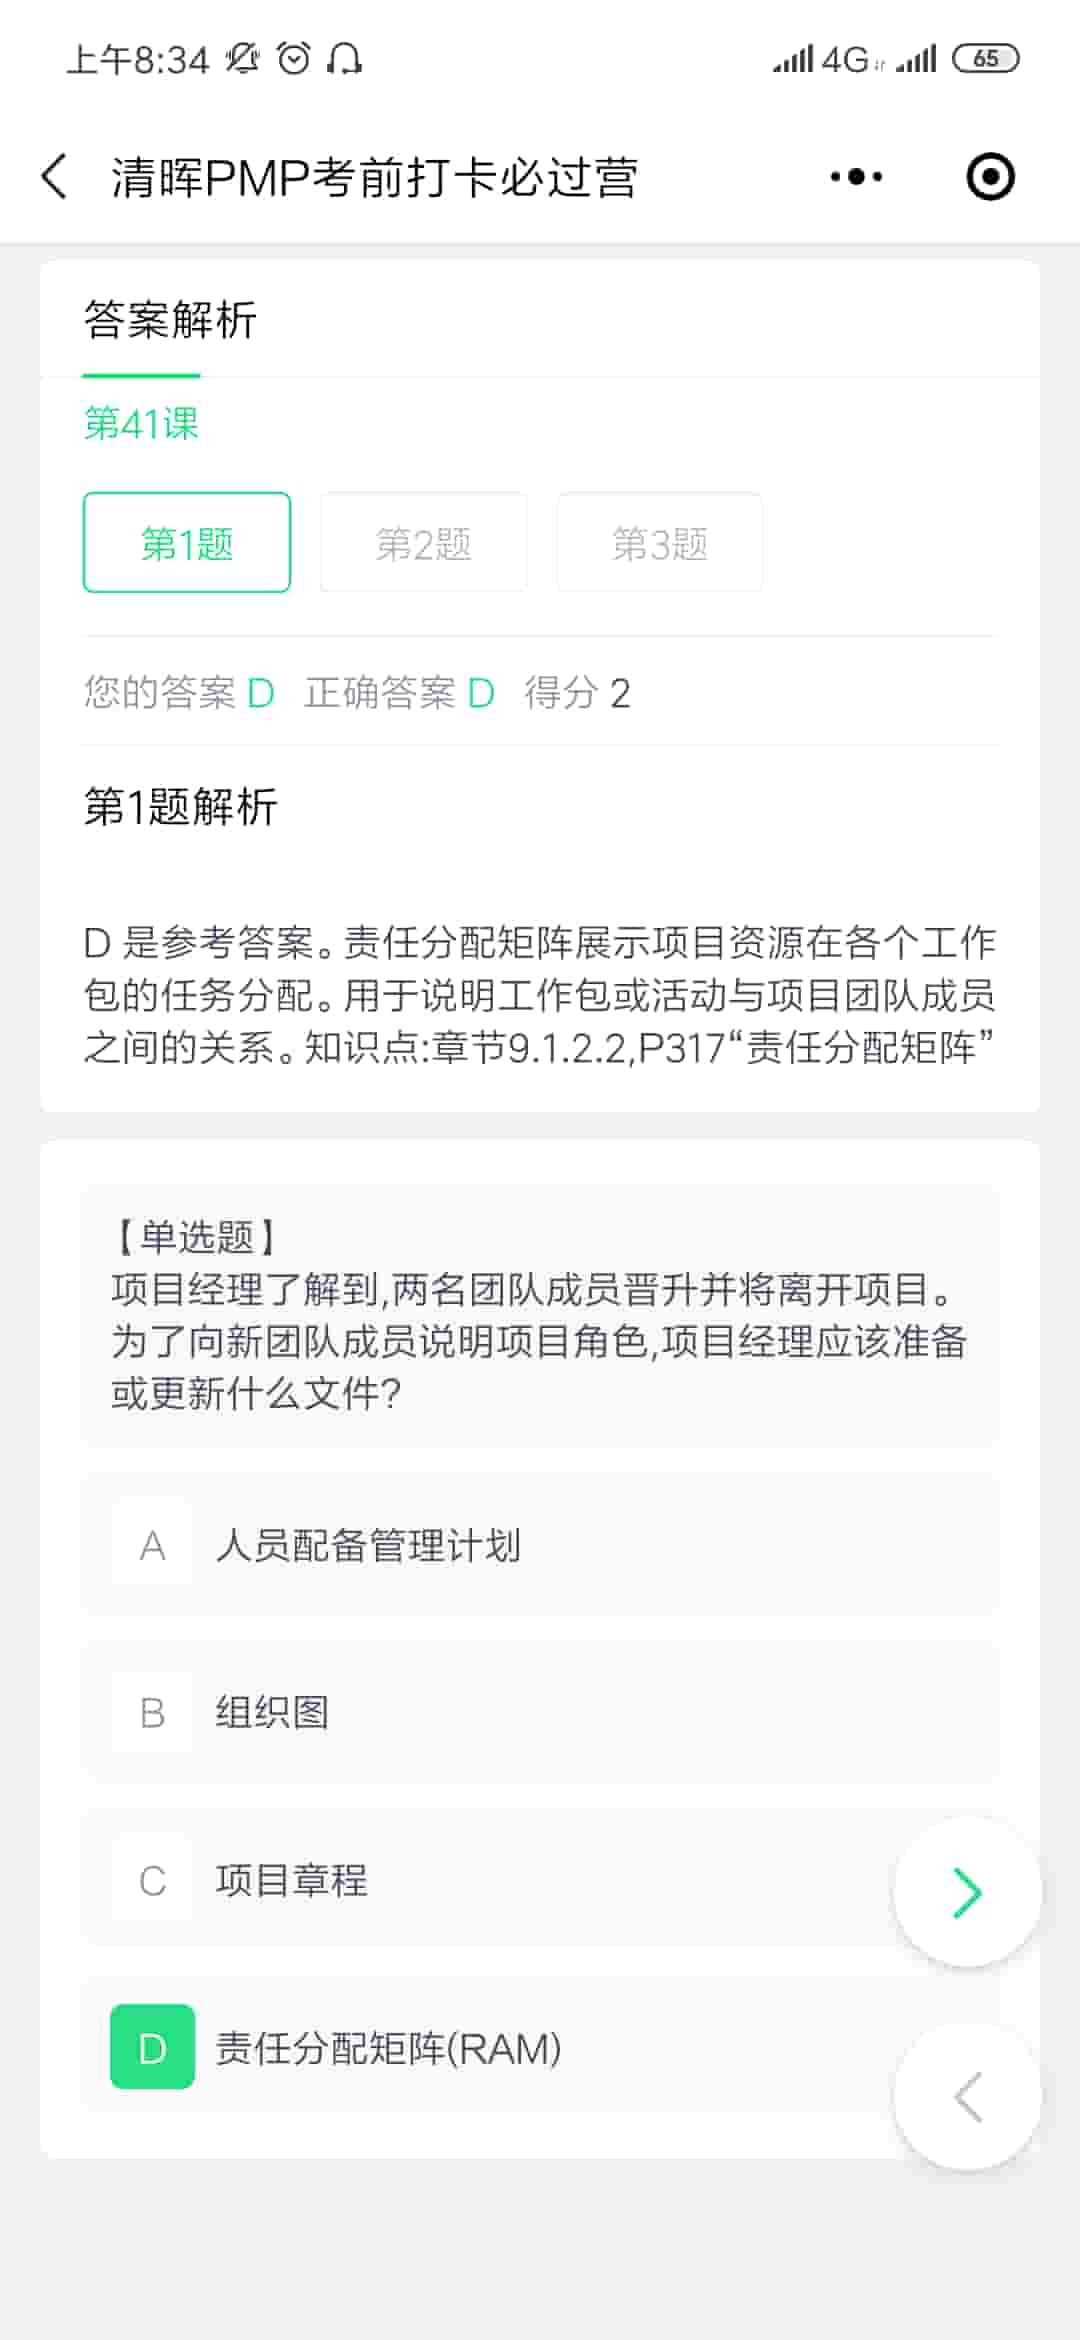 上午8:34 4G 65
清晖PMP考前打卡必过营
答案解析
第41课
第1题 第2题 第3题
您的答案 D 正确答案 D 得分 2
第1题解析
D 是参考答案。责任分配矩阵展示项目资源在各个工作
包的任务分配。用于说明工作包或活动与项目团队成员
之间的关系。知识点:章节9.1.2.2,P317“责任分配矩阵”
【单选题】
项目经理了解到,两名团队成员晋升并将离开项目。
为了向新团队成员说明项目角色,项目经理应该准备
或更新什么文件?
A 人员配备管理计划
B 组织图
C 项目章程
D 责任分配矩阵(RAM)